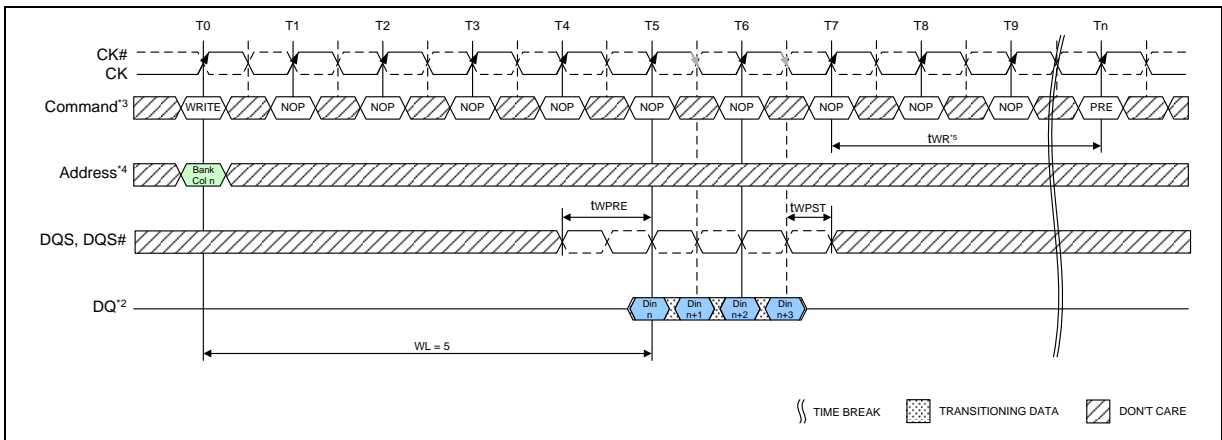 T0 T1 T2 T3 T4 T5 T6 T7 T8 T9 Tn
CK#
CK
Command*3 WRITE NOP NOP NOP NOP NOP NOP NOP NOP NOP PRE
tWR*5
Address*4 Bank Col n
tWPRE tWPST
DQS, DQS#
DQ*2 Din n Din n+1 Din n+2 Din n+3
WL = 5
TIME BREAK TRANSITIONING DATA DON'T CARE